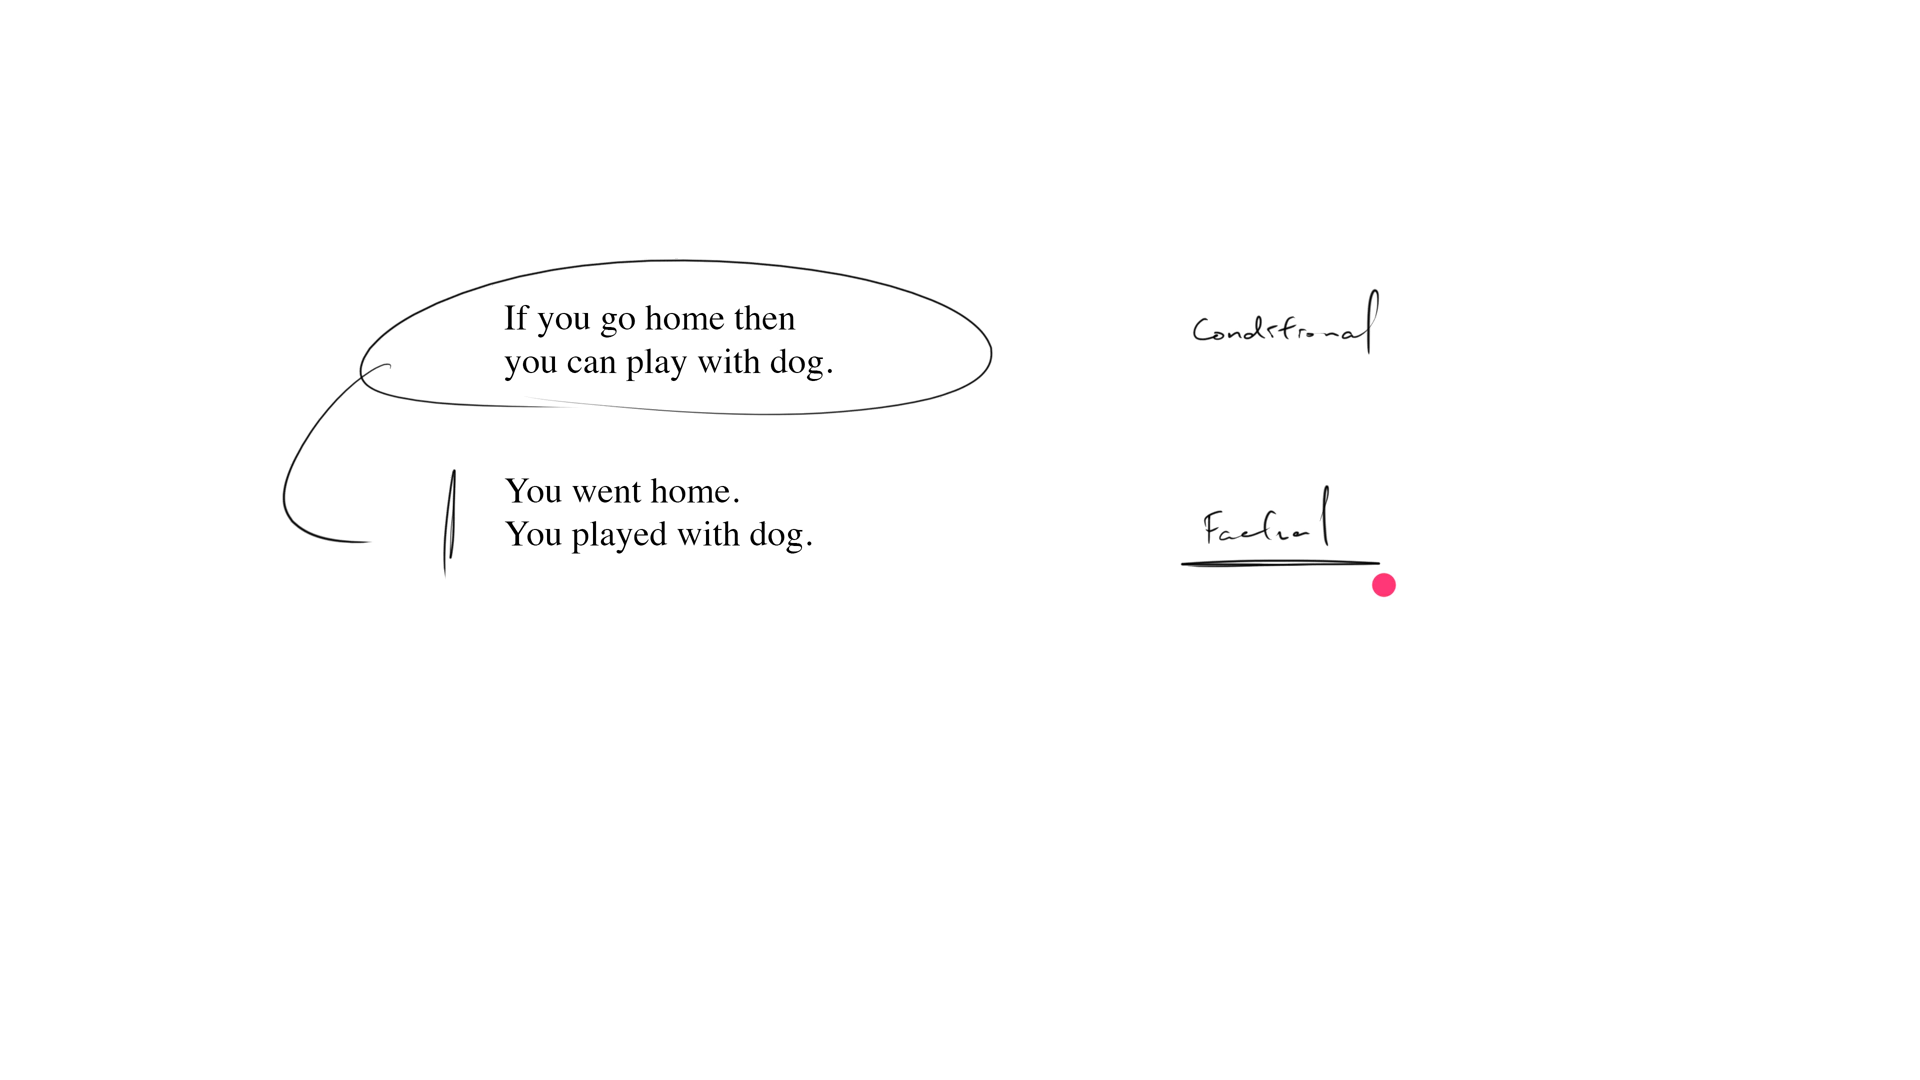 If you go home then
you can play with dog.
Conditional
You went home.
You played with dog.
Factual